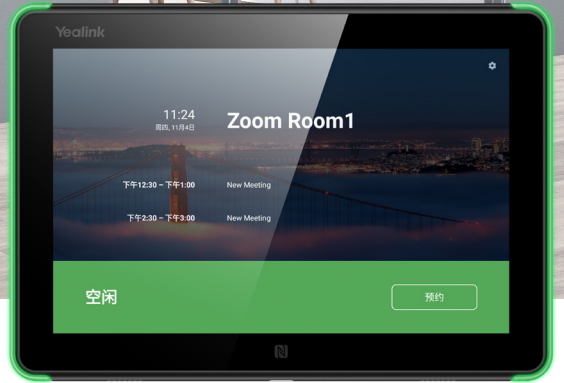 Yealink
11:24
周四, 11月4日
Zoom Room1
下午12:30 – 下午1:00 New Meeting
下午2:30 – 下午3:00 New Meeting
空闲
预约